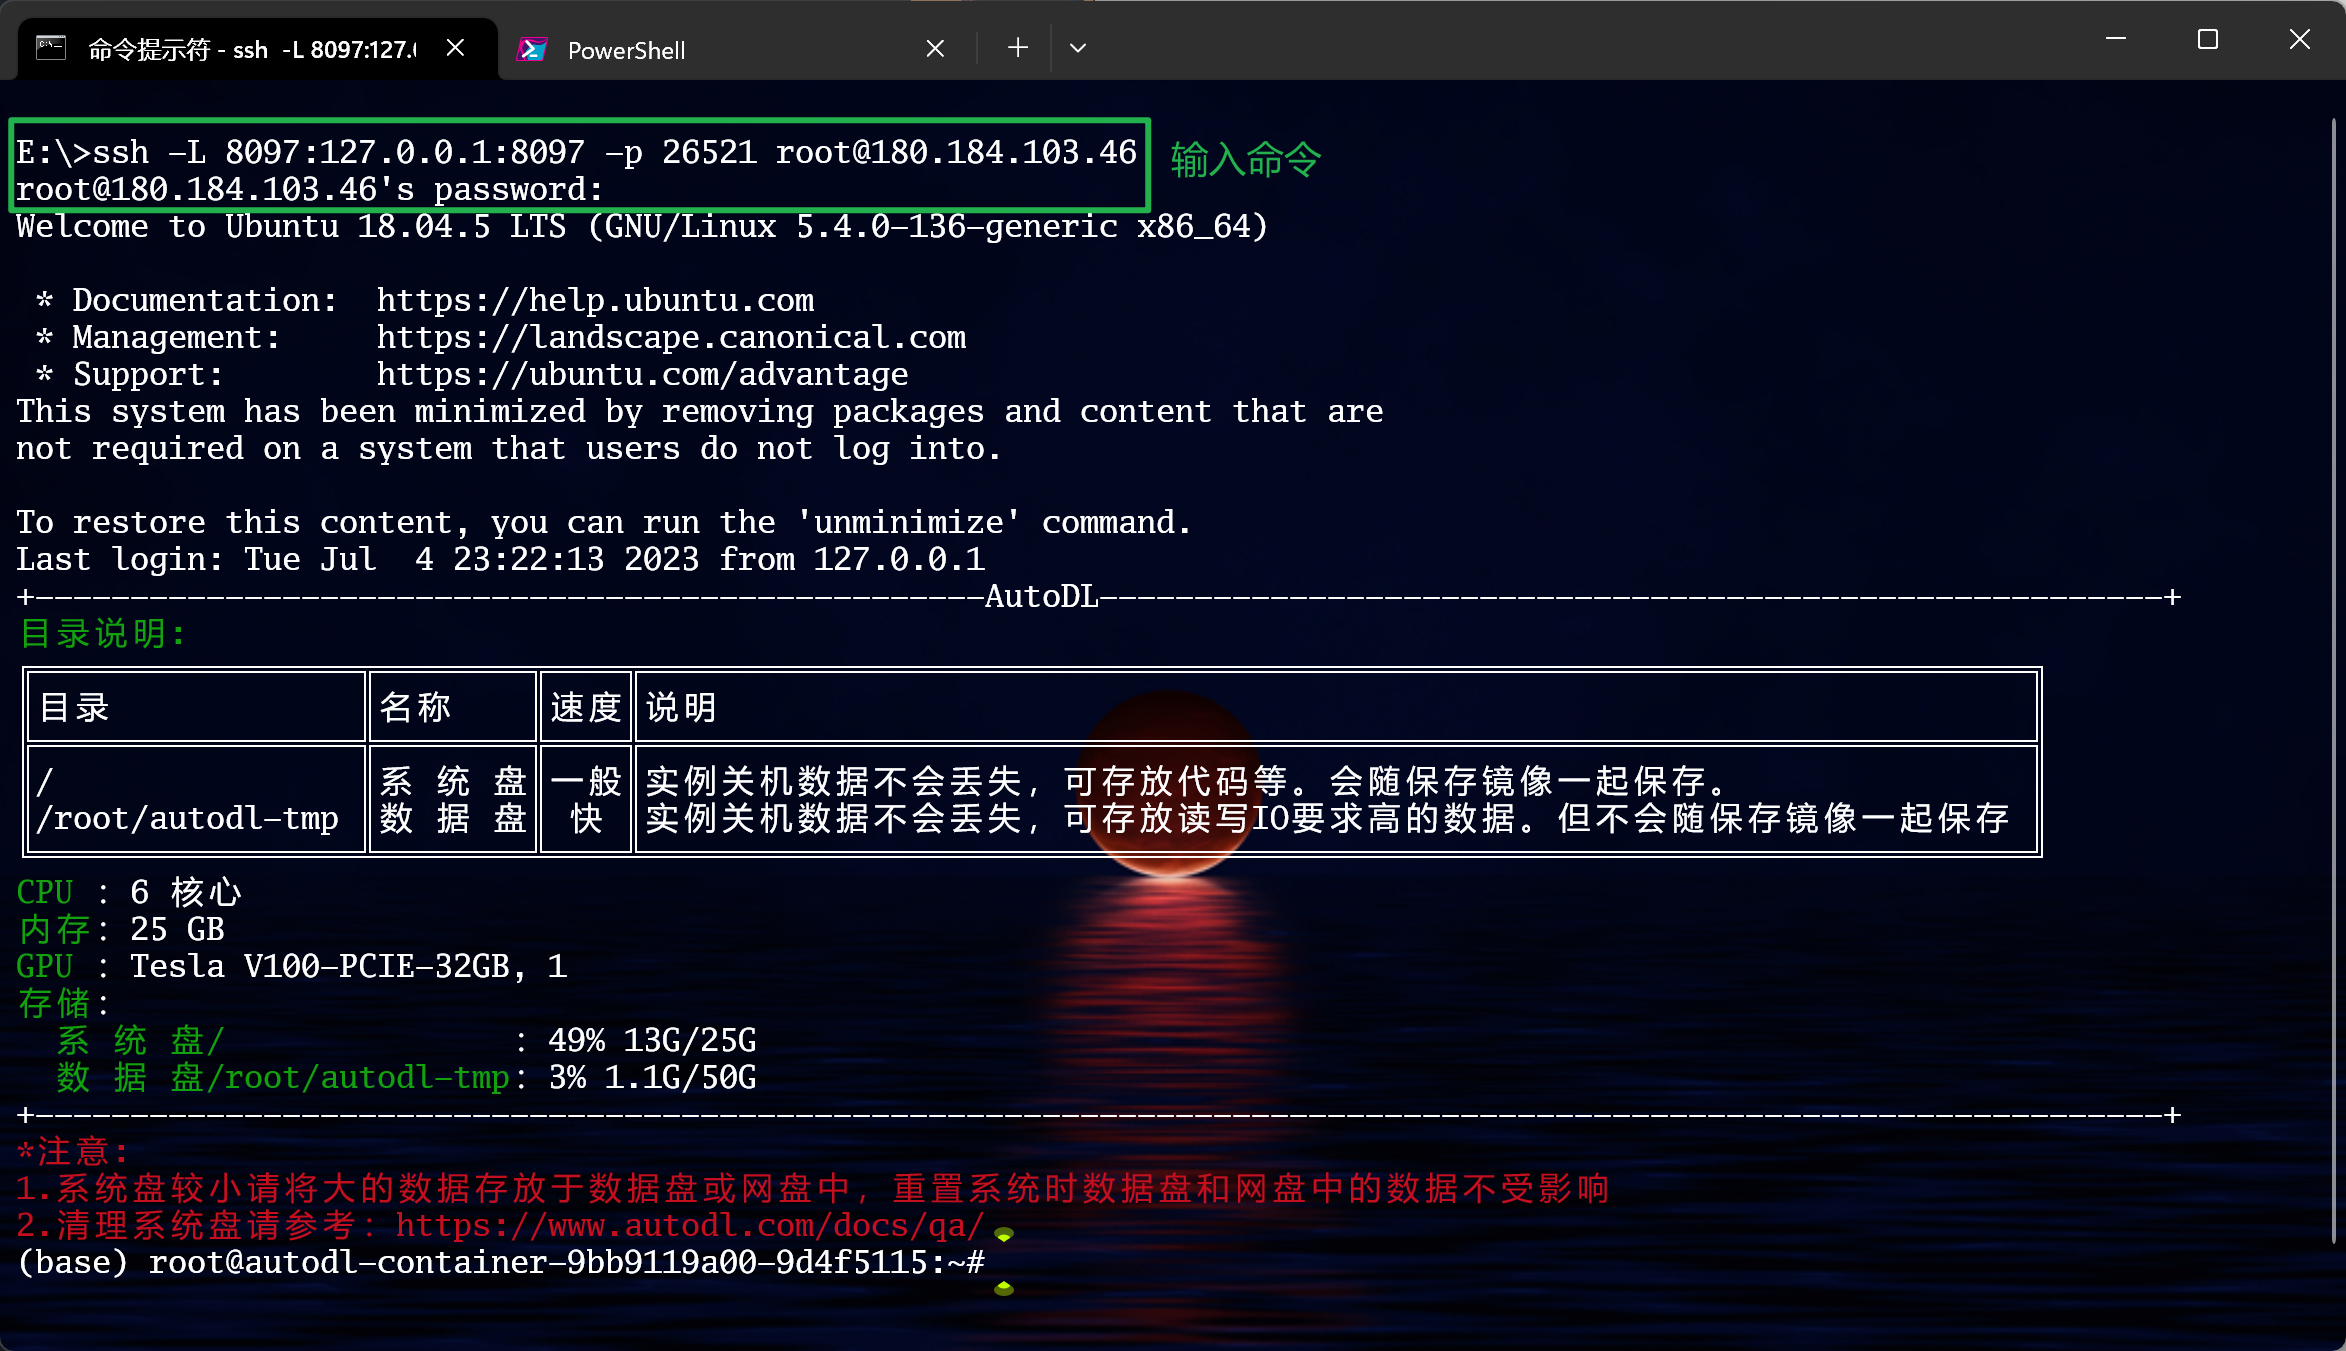 命令提示符 - ssh  -L 8097:127.
PowerShell
E:\>ssh -L 8097:127.0.0.1:8097 -p 26521 root@180.184.103.46
输入命令
root@180.184.103.46's password:
Welcome to Ubuntu 18.04.5 LTS (GNU/Linux 5.4.0-136-generic x86_64)
* Documentation:  https://help.ubuntu.com
* Management:     https://landscape.canonical.com
* Support:        https://ubuntu.com/advantage
This system has been minimized by removing packages and content that are
not required on a system that users do not log into.
To restore this content, you can run the 'unminimize' command.
Last login: Tue Jul  4 23:22:13 2023 from 127.0.0.1
+--------------------------------------------------AutoDL--------------------------------------------------------+
目录说明:
目录 名称 速度 说明
/ 系 统 盘 一般 实例关机数据不会丢失，可存放代码等。会随保存镜像一起保存。
/root/autodl-tmp 数 据 盘 快 实例关机数据不会丢失，可存放读写IO要求高的数据。但不会随保存镜像一起保存
CPU ：6 核心
内存：25 GB
GPU ：Tesla V100-PCIE-32GB, 1
存储：
系 统 盘/               ：49% 13G/25G
数 据 盘/root/autodl-tmp：3% 1.1G/50G
+----------------------------------------------------------------------------------------------------------------+
*注意:
1.系统盘较小请将大的数据存放于数据盘或网盘中，重置系统时数据盘和网盘中的数据不受影响
2.清理系统盘请参考：https://www.autodl.com/docs/qa/
(base) root@autodl-container-9bb9119a00-9d4f5115:~#